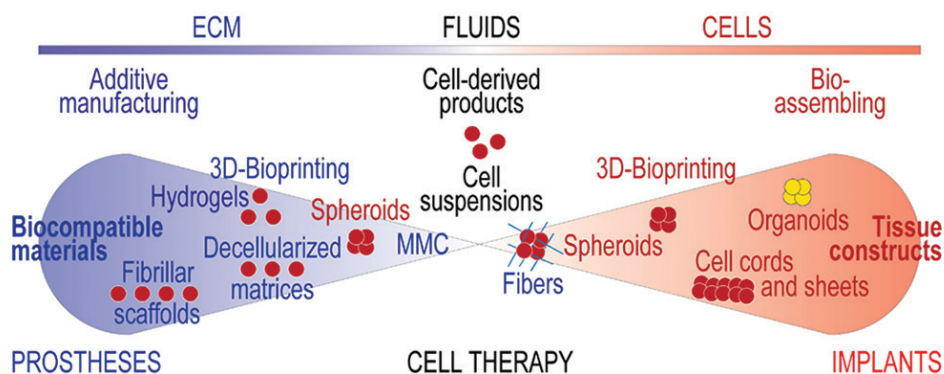 ECM FLUIDS CELLS
Additive
manufacturing
Cell-derived
products
Bio-
assembling
3D-Bioprinting
Hydrogels
Spheroids
Cell
suspensions
3D-Bioprinting
Organoids
Biocompatible
materials
Decellularized
matrices
MMC
Fibers
Spheroids
Tissue
constructs
Fibrillar
scaffolds
Cell cords
and sheets
PROSTHESES CELL THERAPY IMPLANTS